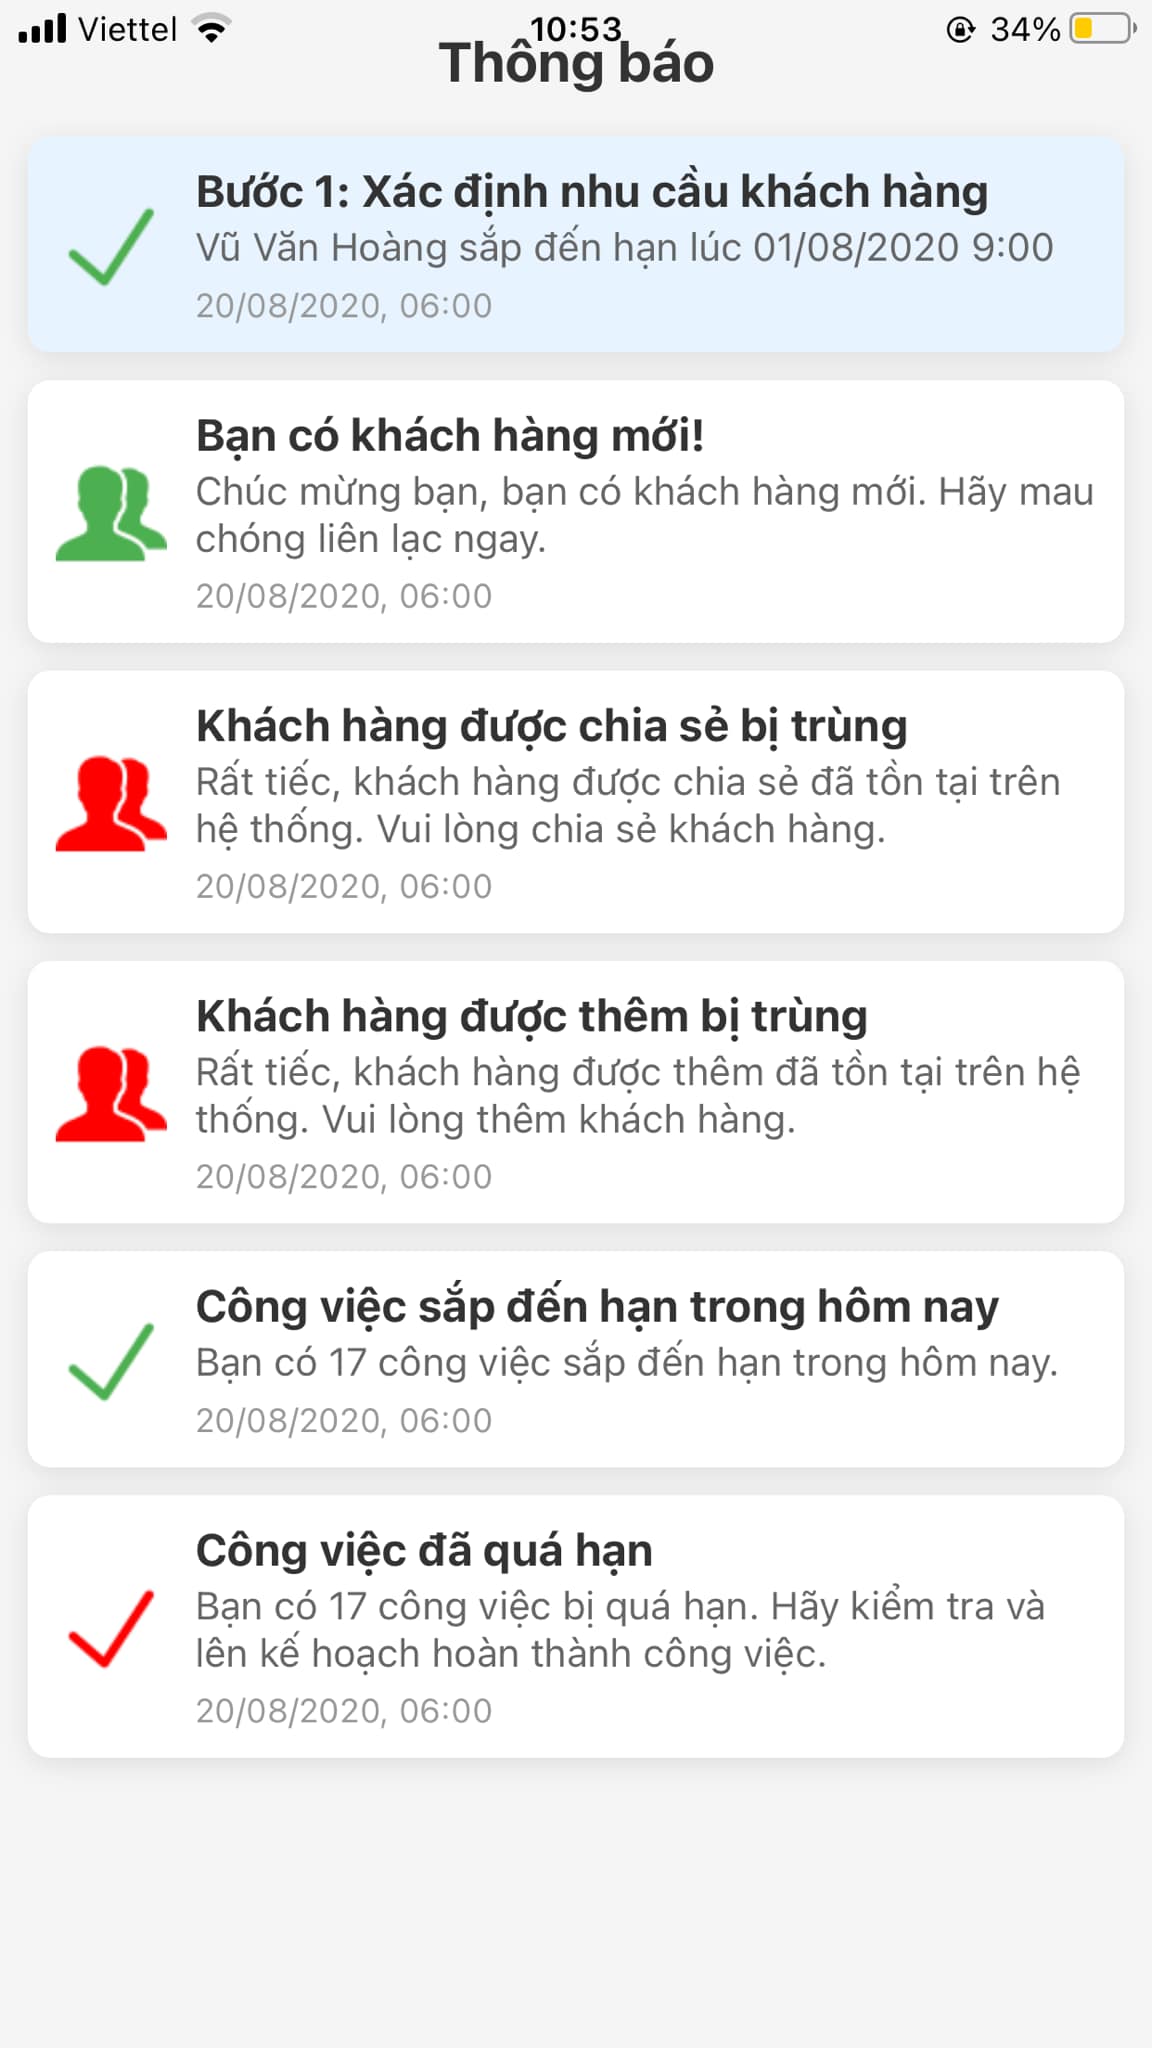 Viettel 10:53 34%
Thông báo
Bước 1: Xác định nhu cầu khách hàng
Vũ Văn Hoàng sắp đến hạn lúc 01/08/2020 9:00
20/08/2020, 06:00
Bạn có khách hàng mới!
Chúc mừng bạn, bạn có khách hàng mới. Hãy mau
chóng liên lạc ngay.
20/08/2020, 06:00
Khách hàng được chia sẻ bị trùng
Rất tiếc, khách hàng được chia sẻ đã tồn tại trên
hệ thống. Vui lòng chia sẻ khách hàng.
20/08/2020, 06:00
Khách hàng được thêm bị trùng
Rất tiếc, khách hàng được thêm đã tồn tại trên hệ
thống. Vui lòng thêm khách hàng.
20/08/2020, 06:00
Công việc sắp đến hạn trong hôm nay
Bạn có 17 công việc sắp đến hạn trong hôm nay.
20/08/2020, 06:00
Công việc đã quá hạn
Bạn có 17 công việc bị quá hạn. Hãy kiểm tra và
lên kế hoạch hoàn thành công việc.
20/08/2020, 06:00